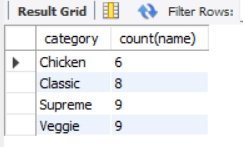 Result Grid Filter Rows:
category count(name)
Chicken 6
Classic 8
Supreme 9
Veggie 9